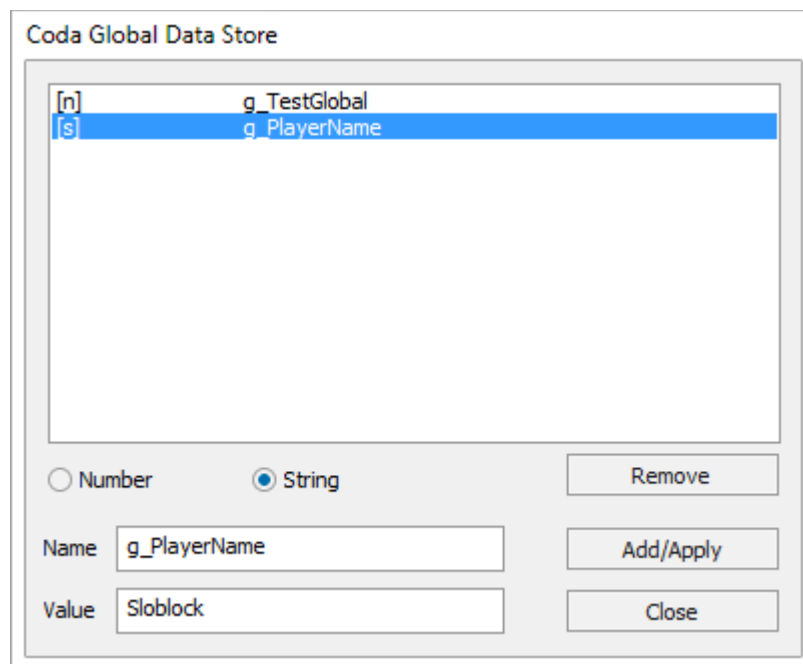 Coda Global Data Store
[n] g_TestGlobal
[s] g_PlayerName
Number String Remove
Name g_PlayerName Add/Apply
Value Sloblock Close